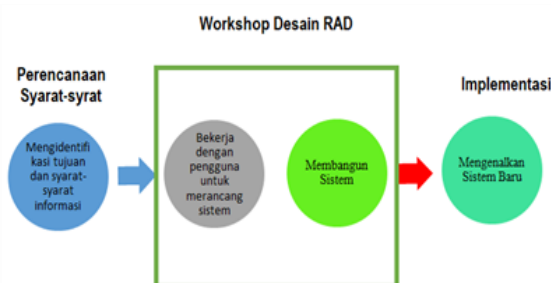 Workshop Desain RAD
Perencanaan
Syarat-syrat
Implementasi
Mengidentifi
kasi tujuan
dan syarat-
syarat
informasi
Bekerja
dengan
pengguna
untuk
merancang
sistem
Membangun
Sistem
Mengenalkan
Sistem Baru